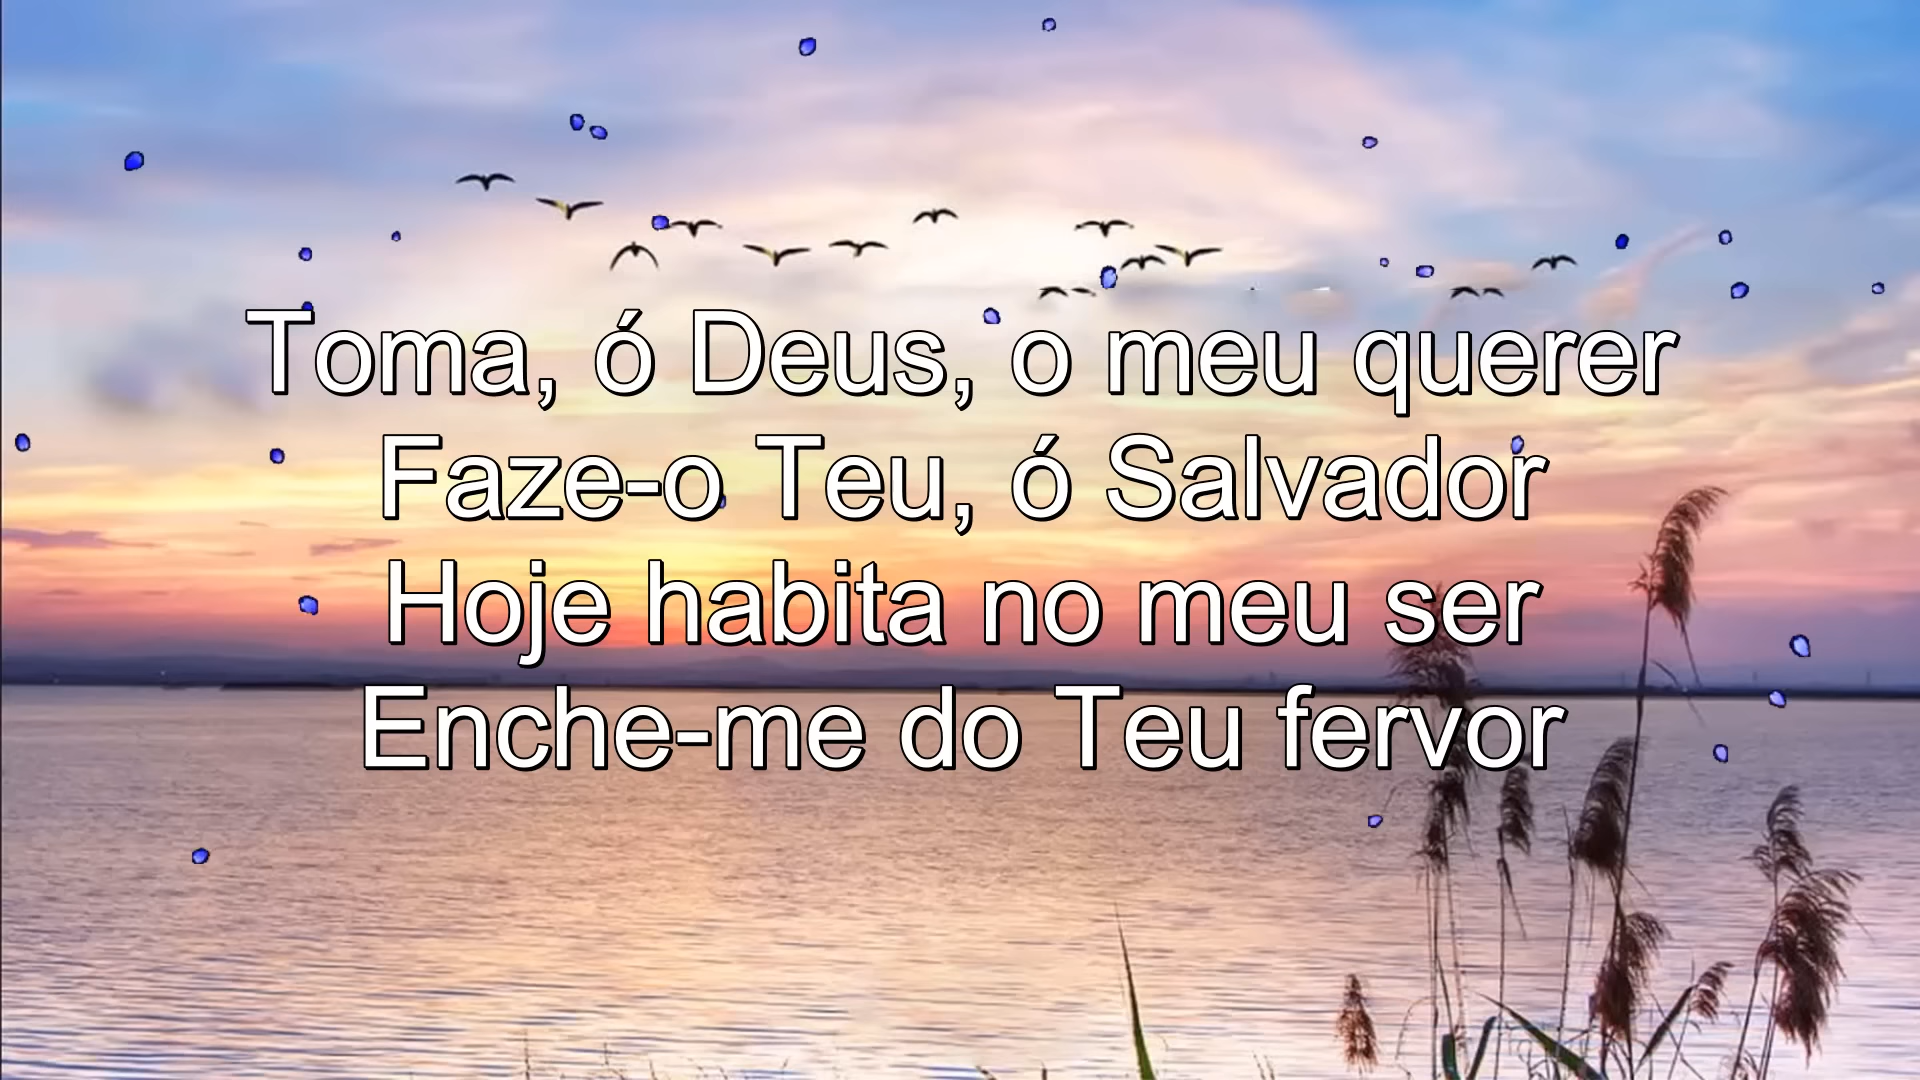 Toma, ó Deus, o meu querer
Faze-o Teu, ó Salvador
Hoje habita no meu ser
Enche-me do Teu fervor